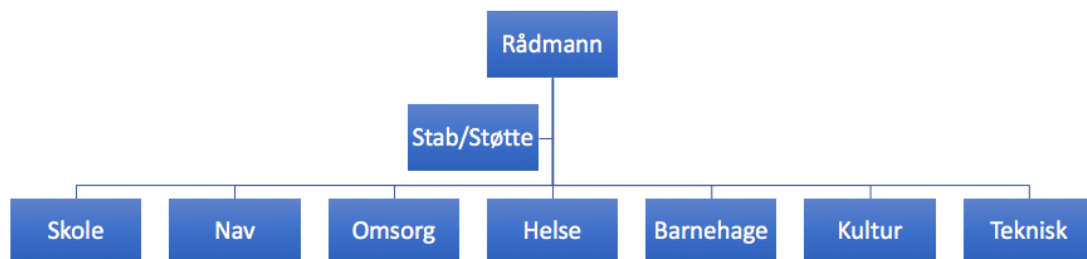 Rådmann
Stab/Støtte
Skole
Nav
Omsorg
Helse
Barnehage
Kultur
Teknisk